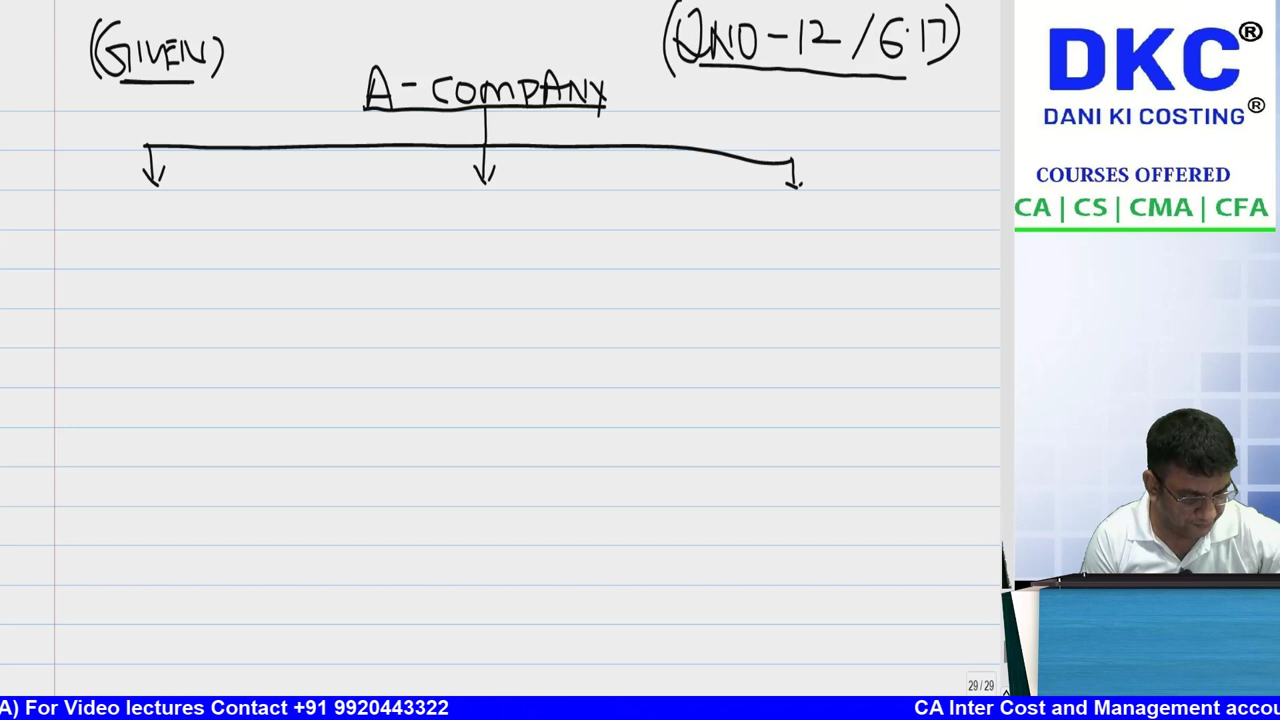 (GIVEN)
(QNO-12/6.17)
A-COMPANY
DKC®
DANI KI COSTING®
COURSES OFFERED
CA | CS | CMA | CFA
29/29
A) For Video lectures Contact +91 9920443322
CA Inter Cost and Management accou